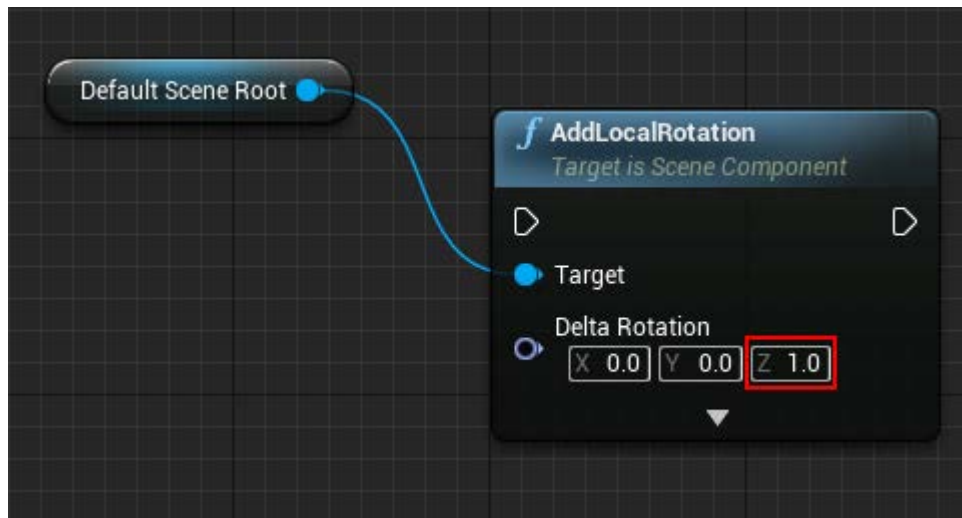 Default Scene Root
f AddLocalRotation
Target is Scene Component
Target
Delta Rotation
X 0.0 Y 0.0 Z 1.0